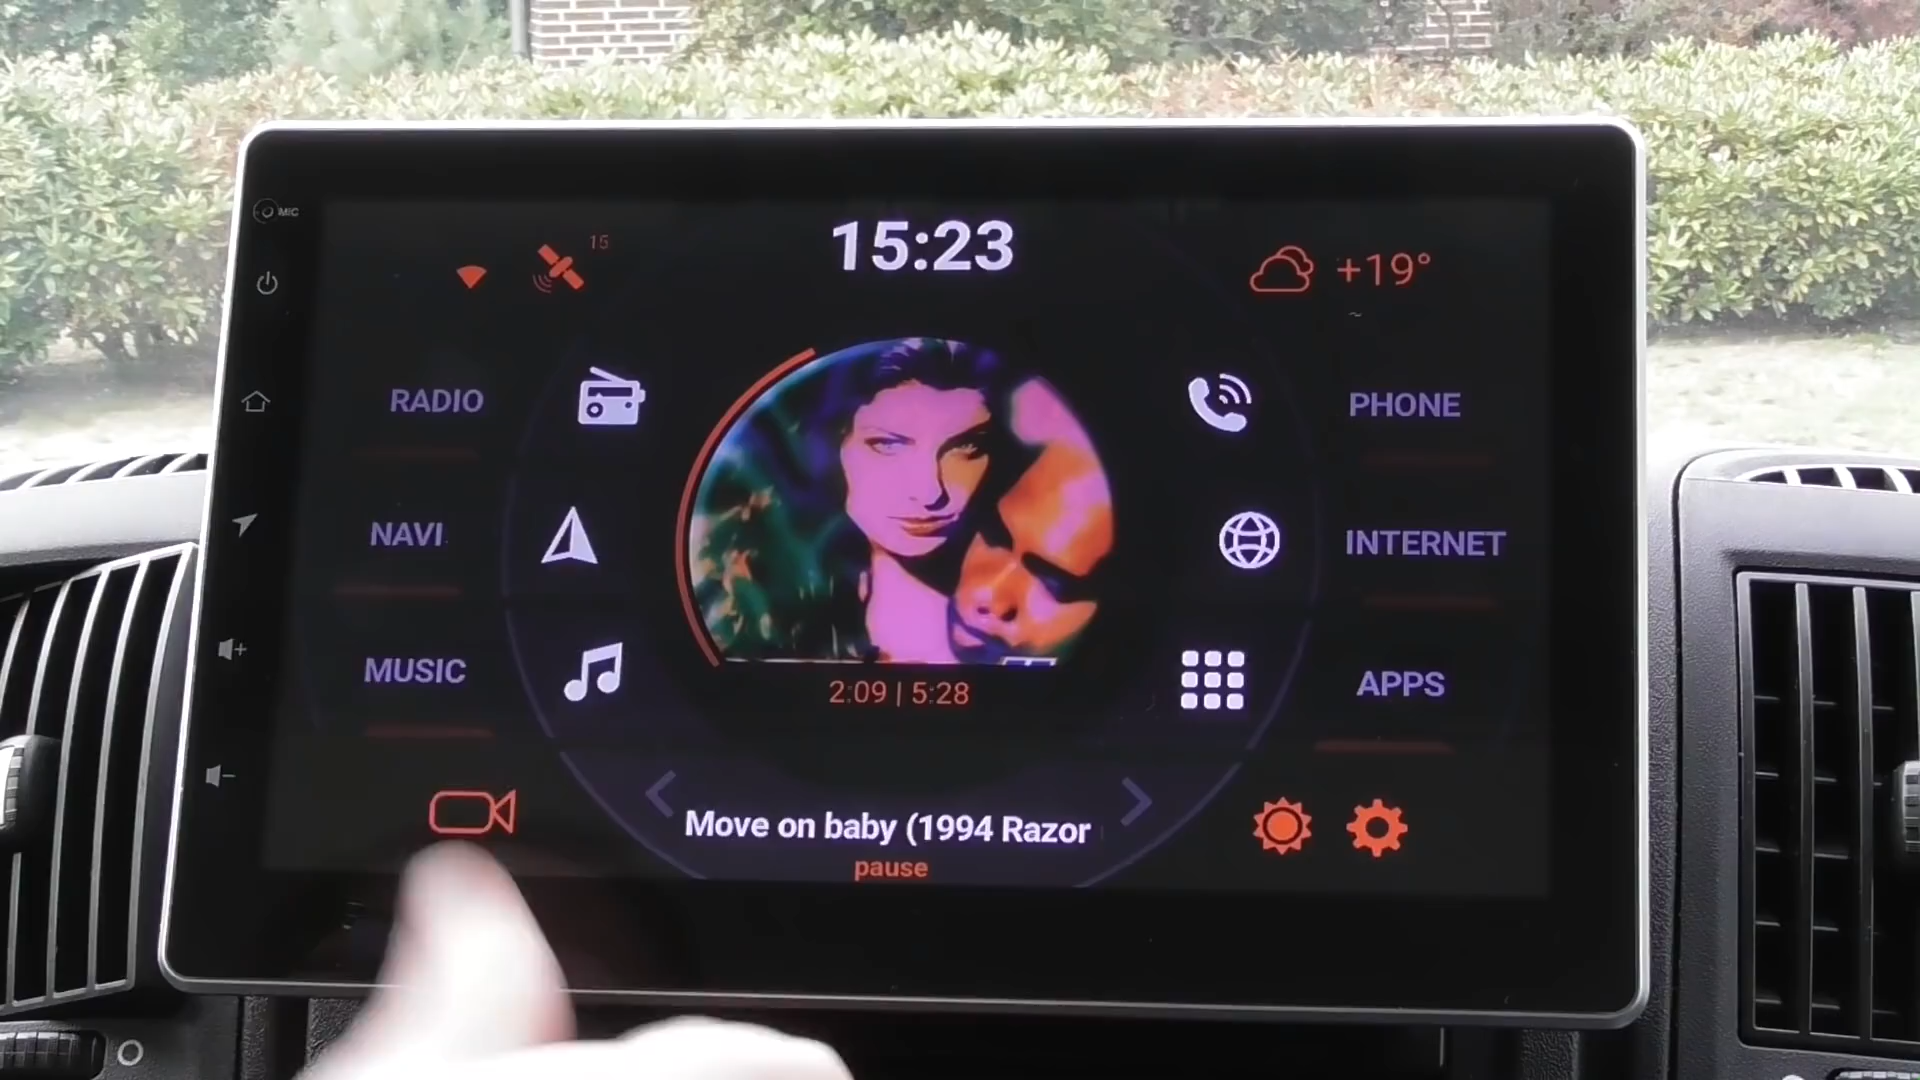 MIC
15
15:23
+19°
~
RADIO
PHONE
NAVI
INTERNET
MUSIC
APPS
2:09 | 5:28
Move on baby (1994 Razor
pause